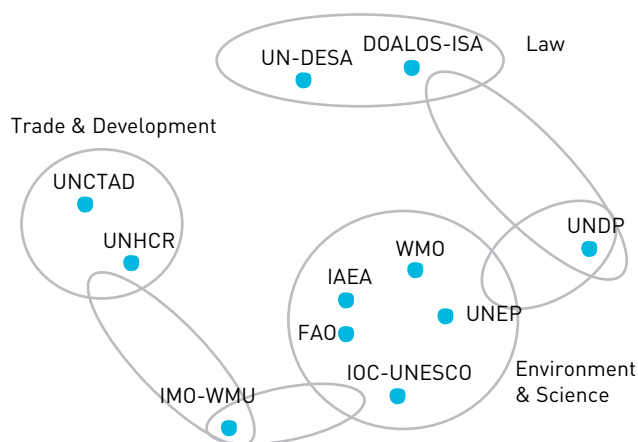 DOALOS-ISA
Law
UN-DESA
Trade & Development
UNCTAD
UNHCR
UNDP
WMO
IAEA
UNEP
FAO
IOC-UNESCO
Environment
& Science
IMO-WMU